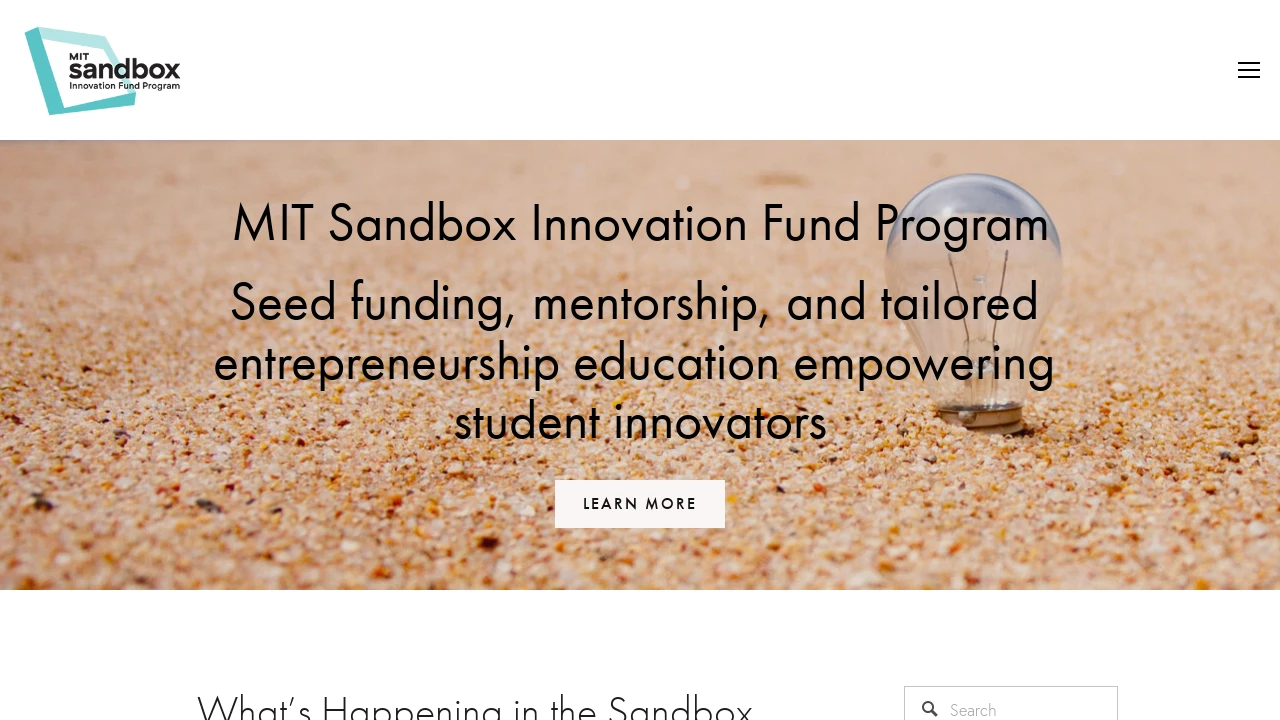 MIT
sandbox
Innovation Fund Program
MIT Sandbox Innovation Fund Program
Seed funding, mentorship, and tailored
entrepreneurship education empowering
student innovators
LEARN MORE
What’s Happening in the Sandbox
Search